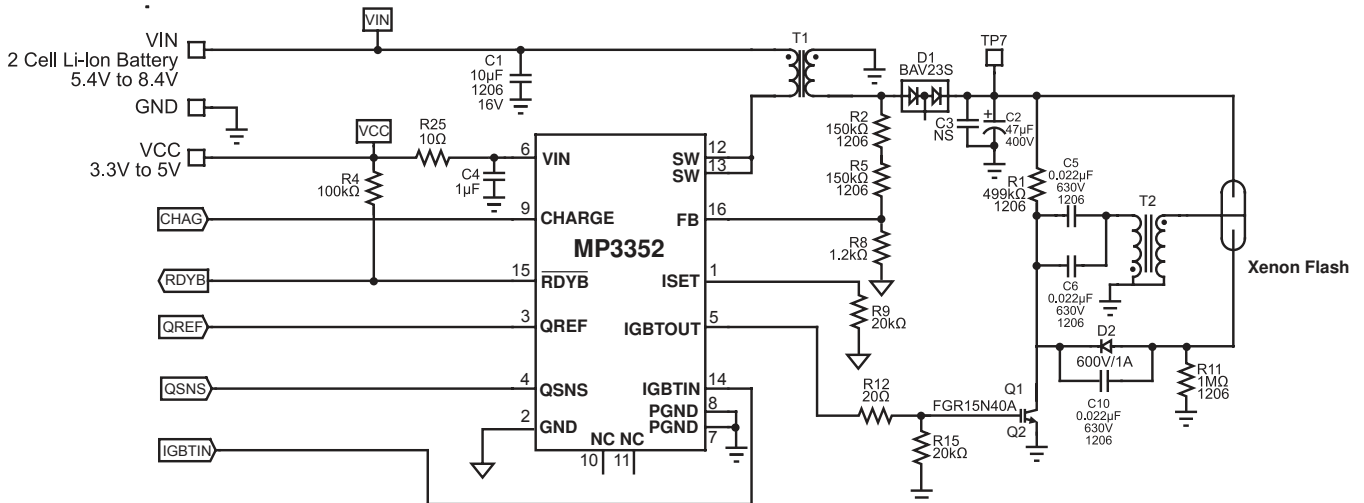 VIN
VIN
2 Cell Li-Ion Battery
5.4V to 8.4V
GND
C1
10µF
1206
16V
T1
D1
BAV23S
TP7
VCC
VCC
3.3V to 5V
R25
10Ω
R4
100kΩ
C4
1µF
R2
150kΩ
1206
R5
150kΩ
1206
R8
1.2kΩ
C3
NS
+
C2
47µF
400V
R1
499kΩ
1206
C5
0.022µF
630V
1206
T2
C6
0.022µF
630V
1206
Xenon Flash
CHAG
RDYB
QREF
QSNS
IGBTIN
MP3352
6
VIN
9
CHARGE
15
RDYB
3
QREF
4
QSNS
2
GND
NC NC
10
11
12
SW
13
SW
16
FB
1
ISET
5
IGBTOUT
14
IGBTIN
8
PGND
PGND
7
R9
20kΩ
R12
20Ω
R15
20kΩ
FGR15N40A
Q1
Q2
D2
600V/1A
C10
0.022µF
630V
1206
R11
1MΩ
1206